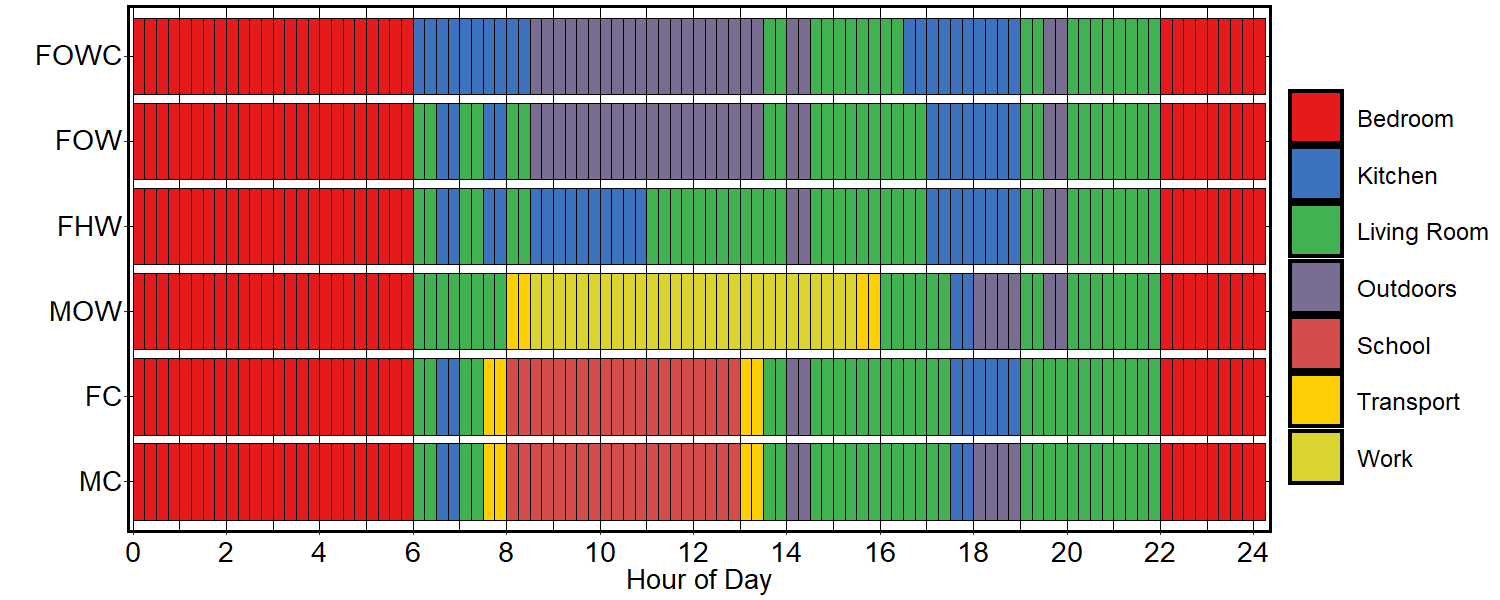 FOWC
FOW
FHW
MOW
FC
MC
0 2 4 6 8 10 12 14 16 18 20 22 24
Hour of Day
Bedroom
Kitchen
Living Room
Outdoors
School
Transport
Work